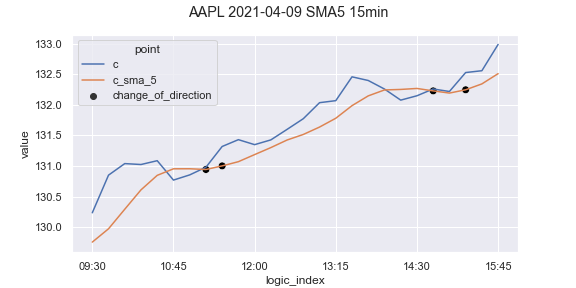 AAPL 2021-04-09 SMA5 15min
133.0
132.5
132.0
131.5
131.0
130.5
130.0
value
point
c
c_sma_5
change_of_direction
09:30 10:45 12:00 13:15 14:30 15:45
logic_index